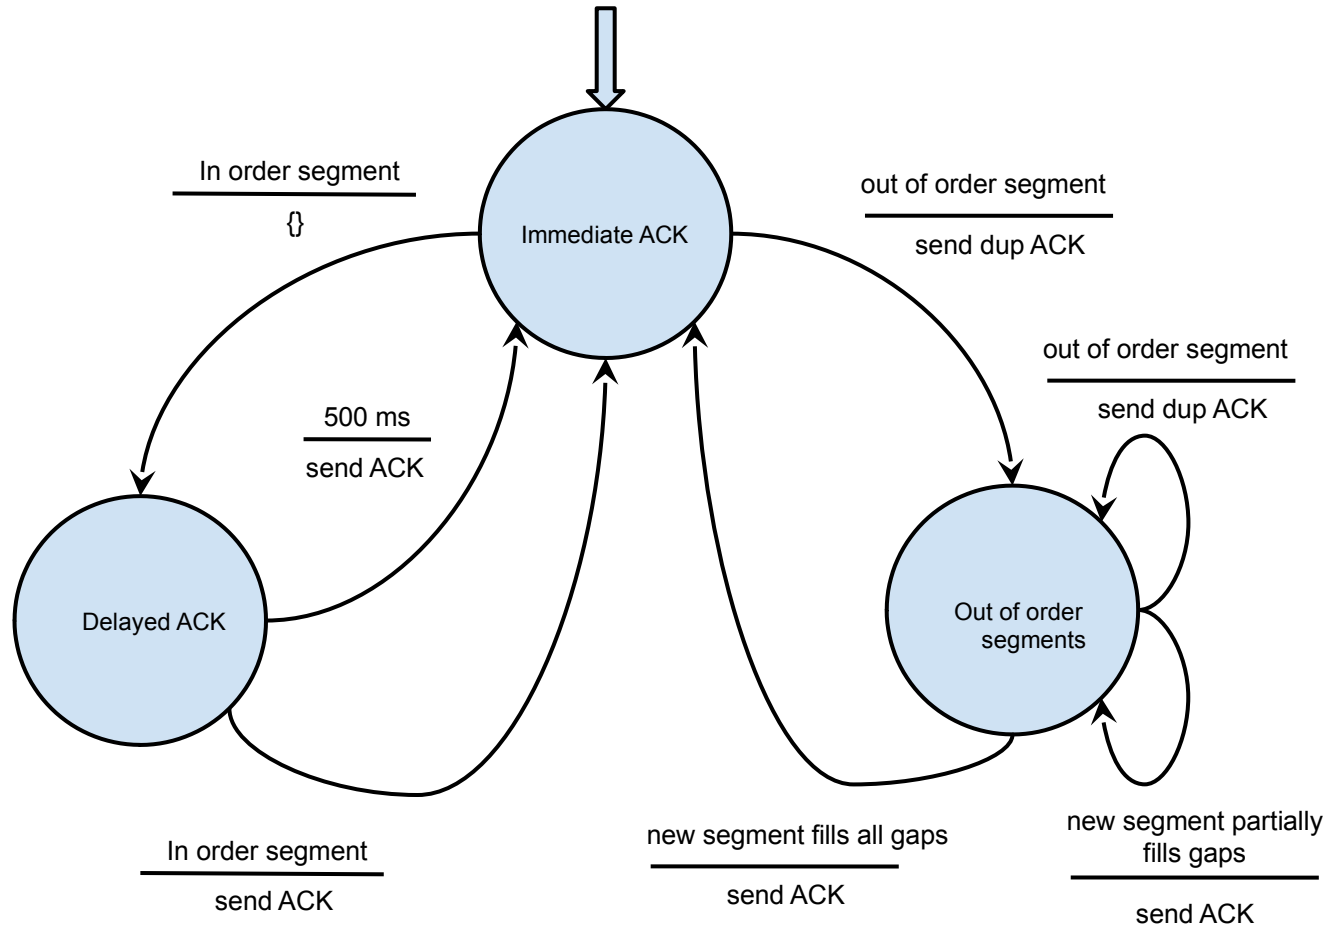 In order segment
{}
Immediate ACK
out of order segment
send dup ACK
out of order segment
send dup ACK
500 ms
send ACK
Delayed ACK
Out of order
segments
In order segment
send ACK
new segment fills all gaps
send ACK
new segment partially
fills gaps
send ACK